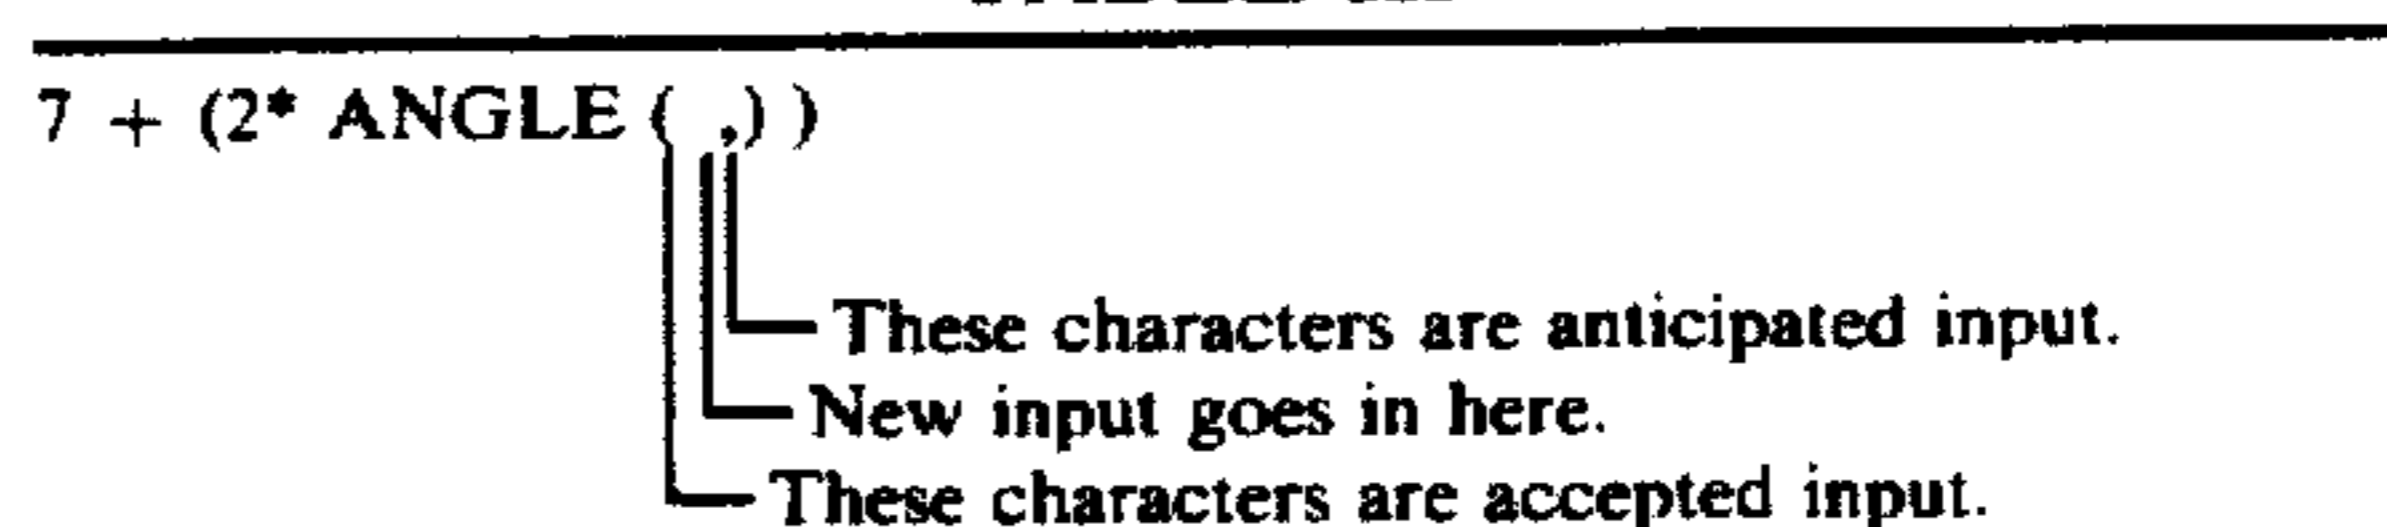 7 + (2* ANGLE ( ,) )
These characters are anticipated input.
New input goes in here.
These characters are accepted input.